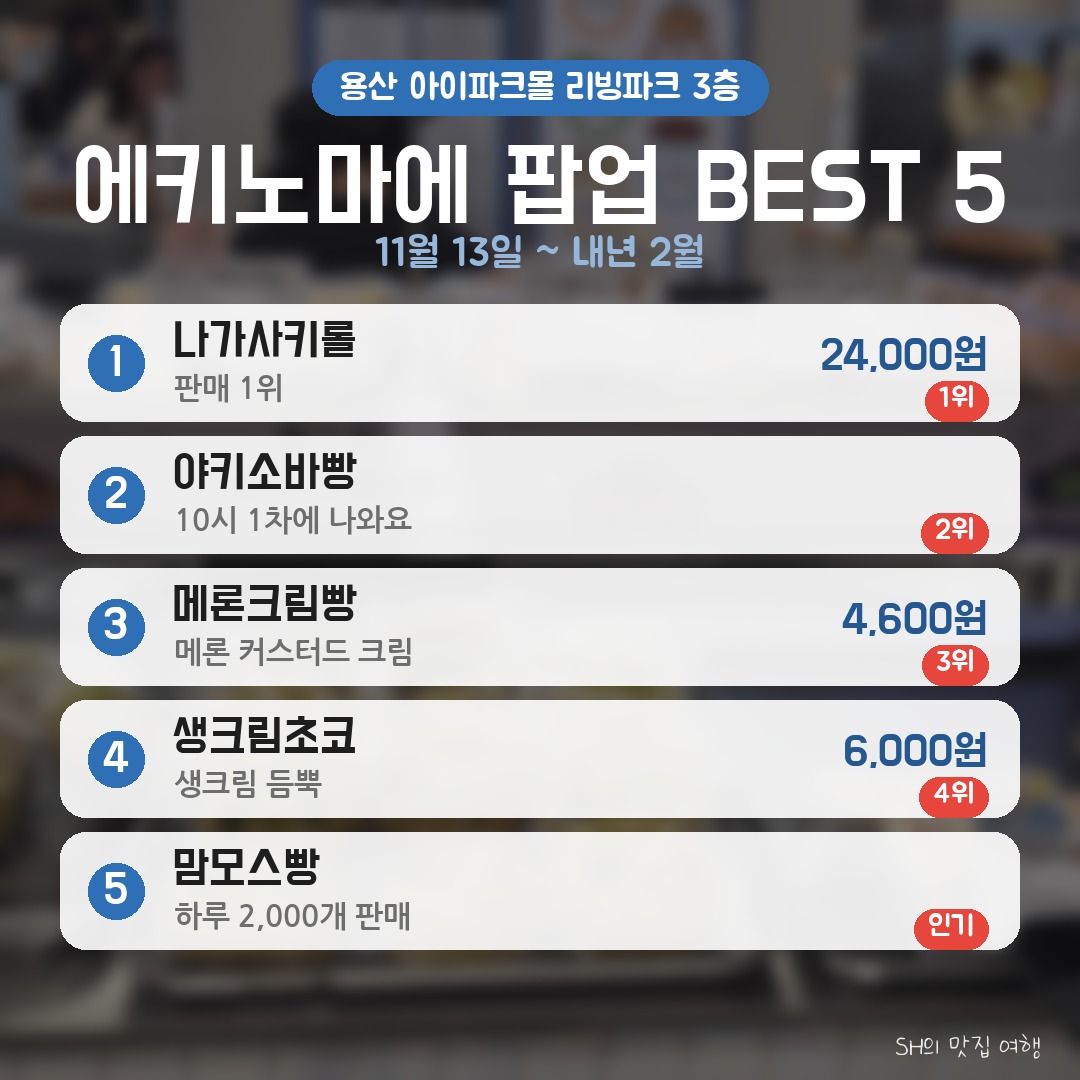 용산 아이파크몰 리빙파크 3층
에키노마에 팝업 BEST 5
11월 13일 ~ 내년 2월
1
나가사키롤
판매 1위
24,000원
1위
2
야키소바빵
10시 1차에 나와요
2위
3
메론크림빵
메론 커스터드 크림
4,600원
3위
4
생크림초코
생크림 듬뿍
6,000원
4위
5
맘모스빵
하루 2,000개 판매
인기
SH의 맛집 여행